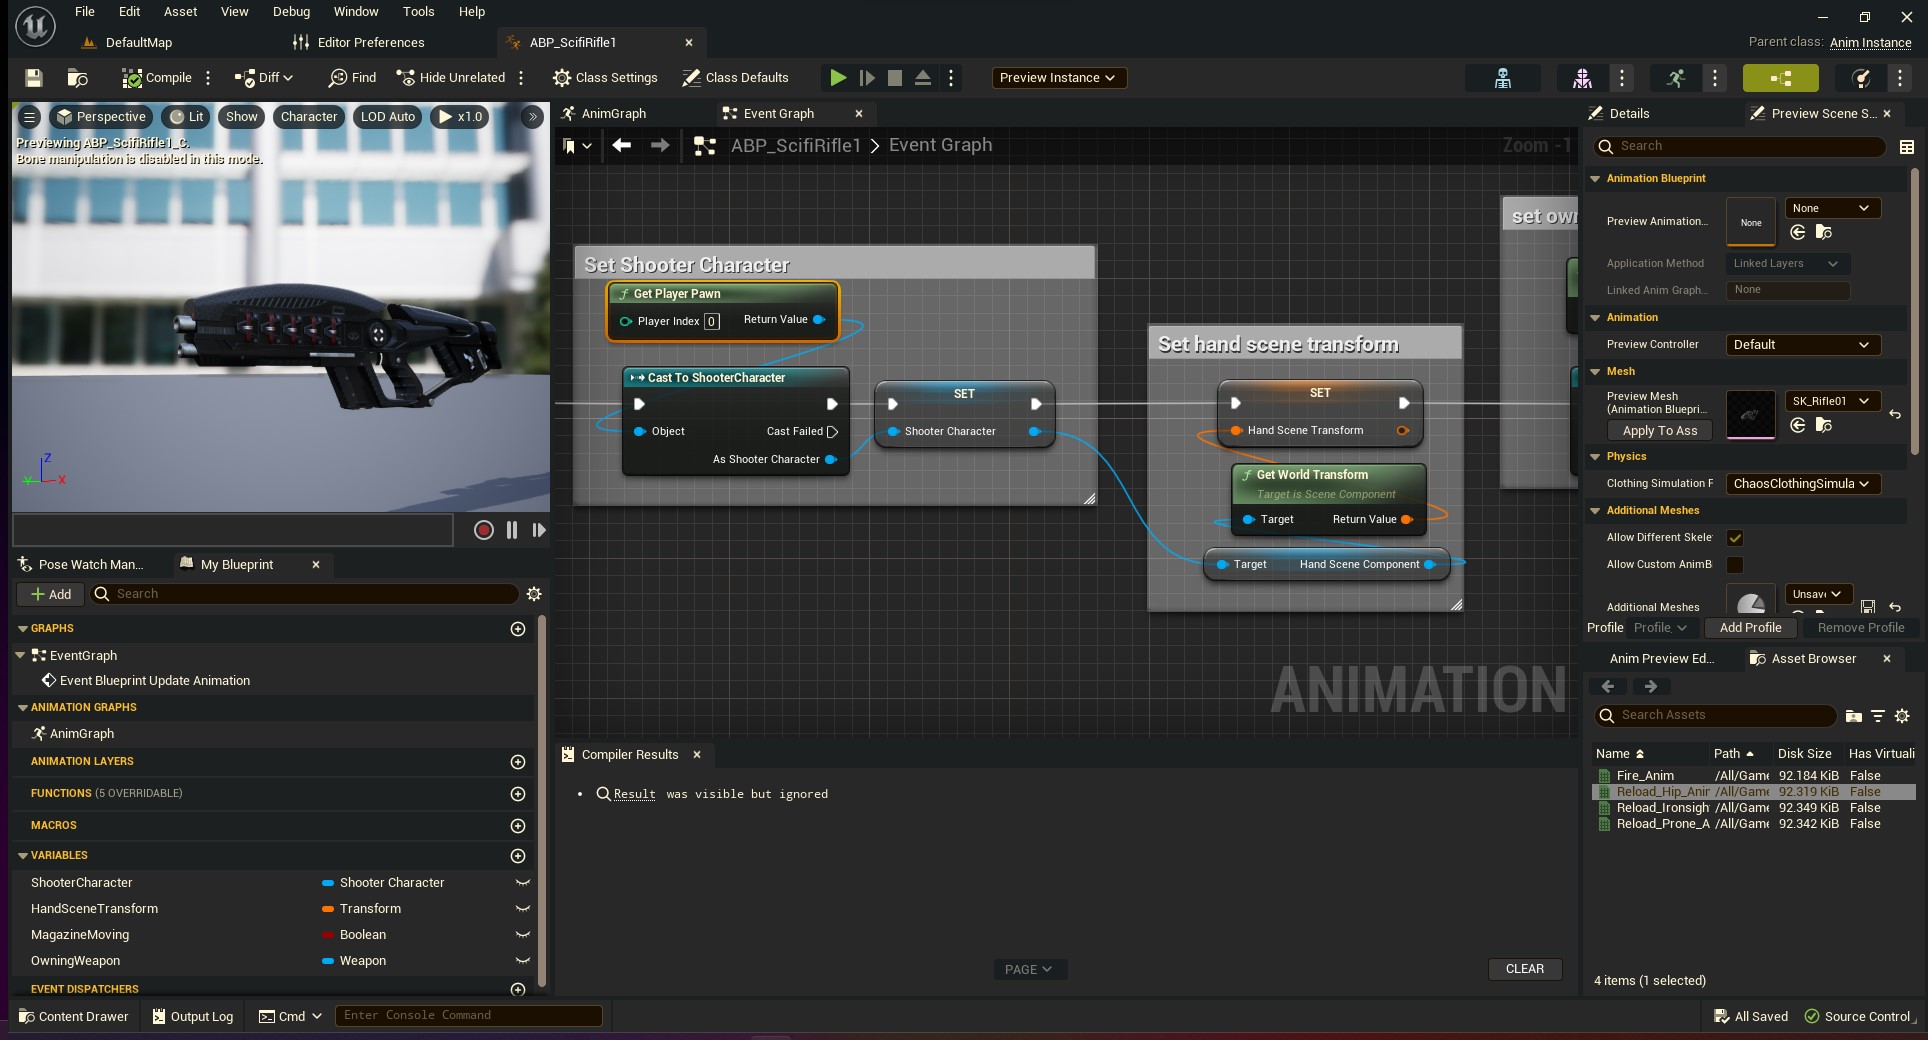 File Edit Asset View Debug Window Tools Help
DefaultMap
Editor Preferences
ABP_ScifiRifle1
Parent class: Anim Instance
Compile
Diff
Find
Hide Unrelated
Class Settings
Class Defaults
Preview Instance
Perspective
Lit
Show
Character
LOD Auto
x1.0
Previewing ABP_ScifiRifle1_C.
Bone manipulation is disabled in this mode.
Z
Y
X
Pose Watch Man...
My Blueprint
Add
Search
GRAPHS
EventGraph
Event Blueprint Update Animation
ANIMATION GRAPHS
AnimGraph
ANIMATION LAYERS
FUNCTIONS (5 OVERRIDABLE)
MACROS
VARIABLES
ShooterCharacter Shooter Character
HandSceneTransform Transform
MagazineMoving Boolean
OwningWeapon Weapon
EVENT DISPATCHERS
AnimGraph
Event Graph
ABP_ScifiRifle1 > Event Graph
Zoom -1
Set Shooter Character
Get Player Pawn
Player Index 0 Return Value
Cast To ShooterCharacter
Object Cast Failed
As Shooter Character
SET
Shooter Character
Set hand scene transform
SET
Hand Scene Transform
Get World Transform
Target is Scene Component
Target Return Value
Target Hand Scene Component
set own
ANIMATION
Compiler Results
• Result was visible but ignored
PAGE
CLEAR
Details
Preview Scene S...
Search
Animation Blueprint
Preview Animation... None None
Application Method Linked Layers
Linked Anim Graph... None
Animation
Preview Controller Default
Mesh
Preview Mesh
(Animation Bluepri...
SK_Rifle01
Apply To Ass
Physics
Clothing Simulation F ChaosClothingSimula
Additional Meshes
Allow Different Skele
Allow Custom AnimB
Additional Meshes Unsav
Profile Profile, Add Profile Remove Profile
Anim Preview Ed...
Asset Browser
Search Assets
Name Path Disk Size Has Virtuali
Fire_Anim /All/Game 92.184 KiB False
Reload_Hip_Anir /All/Game 92.319 KiB False
Reload_Ironsigh /All/Game 92.349 KiB False
Reload_Prone_A /All/Game 92.342 KiB False
4 items (1 selected)
Content Drawer
Output Log
Cmd
Enter Console Command
All Saved
Source Control